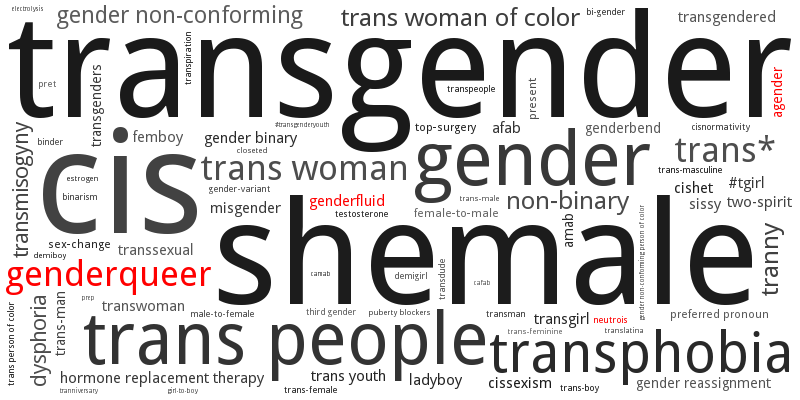 electrolysis
gender non-conforming
trans woman of color
bi-gender
transgendered
transgender
transpiration
pret
transgenders
transpeople
present
agender
#transgenderyouth
top-surgery
afab
genderbend
cisnormativity
transmisogyny
binder
femboy
gender binary
closeted
cis
trans woman
gender
trans*
estrogen
binarism
gender-variant
trans-masculine
cishet
#tgirl
misgender
genderfluid
trans-male
non-binary
sissy
two-spirit
testosterone
female-to-male
amab
gender non-conforming person of color
tranny
sex-change
transsexual
demiboy
shemale
genderqueer
camab
demigirl
transdude
cafab
prep
transwoman
male-to-female
third gender
puberty blockers
transman
transgirl
neutrois
preferred pronoun
trans person of color
dysphoria
trans-man
trans people
trans-feminine
translatina
transphobia
hormone replacement therapy
trans youth
ladyboy
cissexism
trans-boy
gender reassignment
tranniversary
girl-to-boy
trans-female